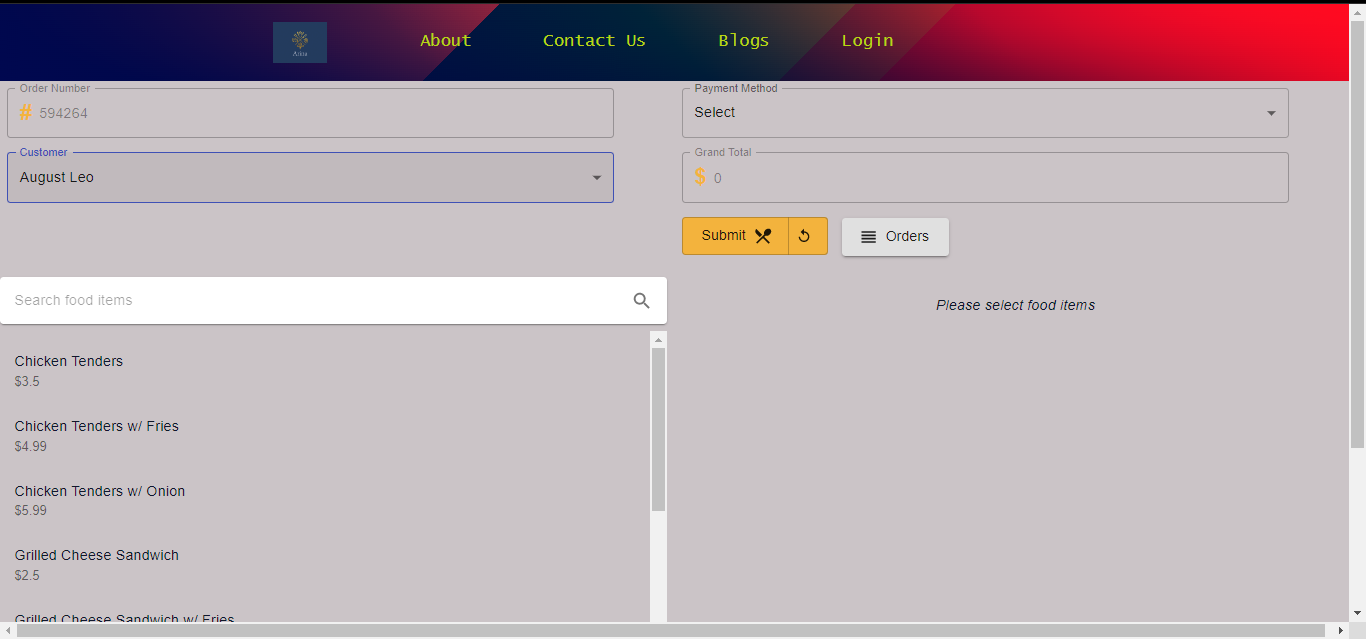 About
Contact Us
Blogs
Login
Order Number
# 594264
Customer
August Leo
Payment Method
Select
Grand Total
$ 0
Submit
Orders
Search food items
Please select food items
Chicken Tenders
$3.5
Chicken Tenders w/ Fries
$4.99
Chicken Tenders w/ Onion
$5.99
Grilled Cheese Sandwich
$2.5
Grilled Cheese Sandwich w/ Fries